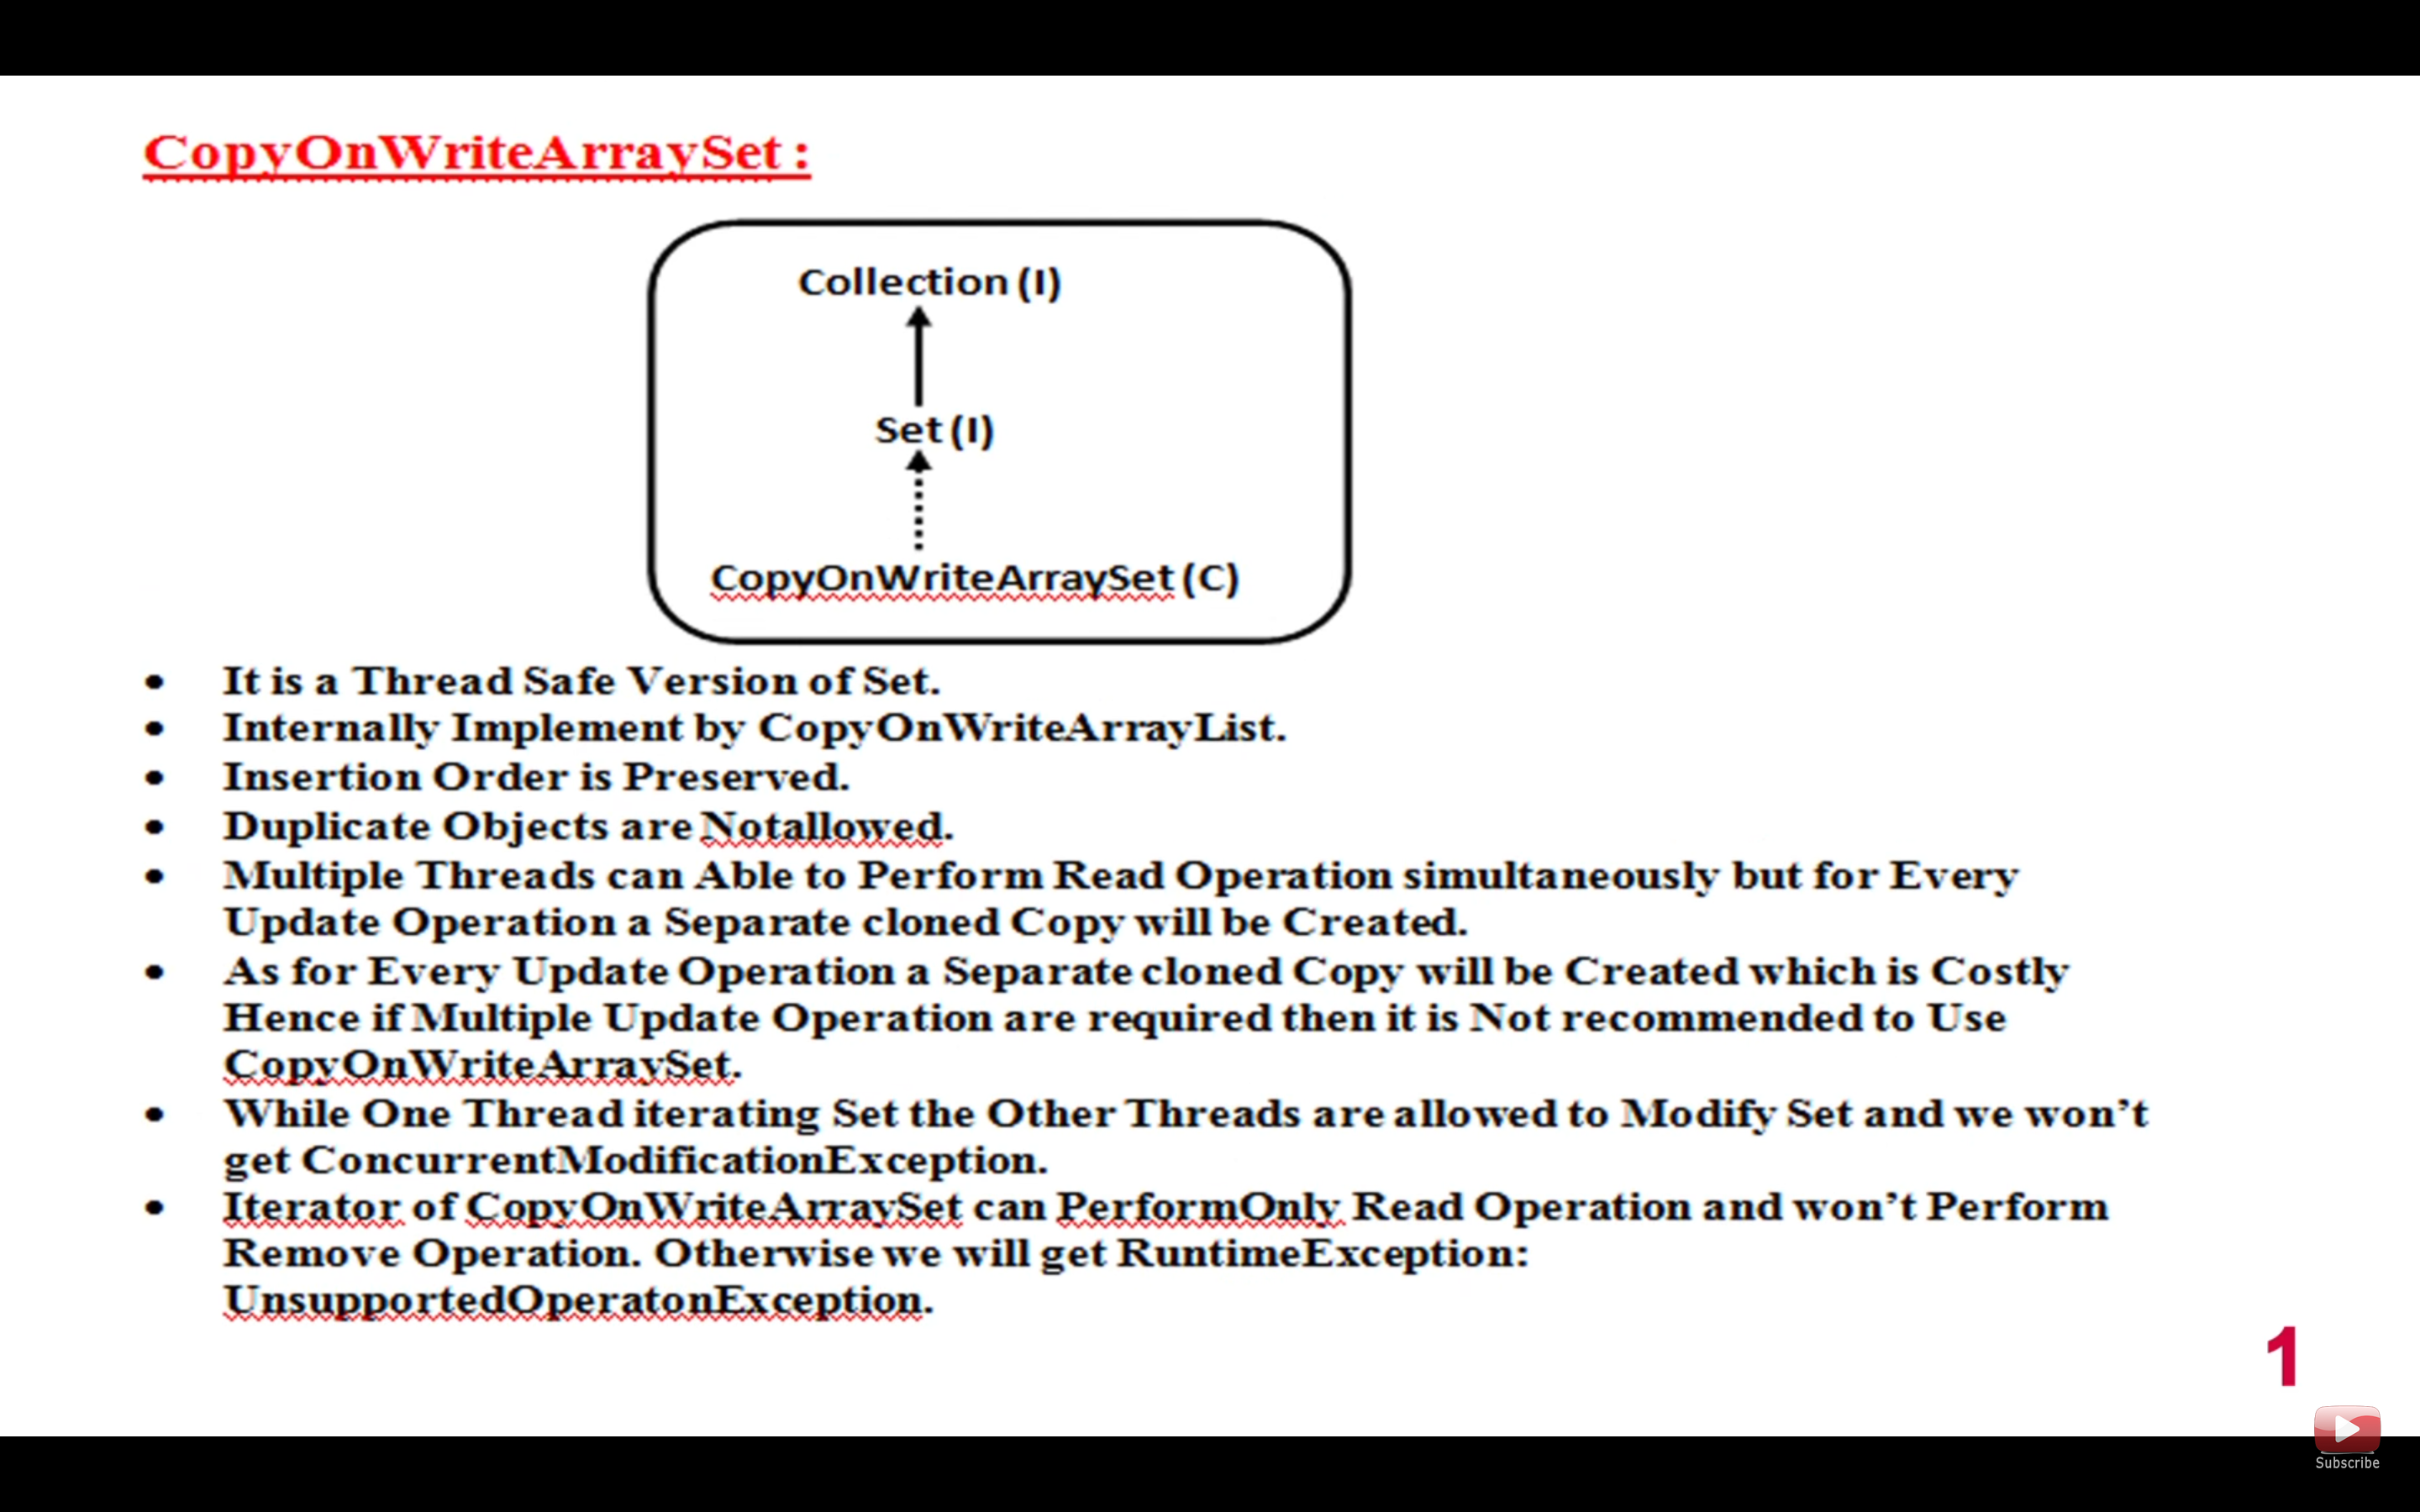 CopyOnWriteArraySet :
Collection (I)
Set (I)
CopyOnWriteArraySet (C)
• It is a Thread Safe Version of Set.
• Internally Implement by CopyOnWriteArrayList.
• Insertion Order is Preserved.
• Duplicate Objects are Notallowed.
• Multiple Threads can Able to Perform Read Operation simultaneously but for Every
Update Operation a Separate cloned Copy will be Created.
• As for Every Update Operation a Separate cloned Copy will be Created which is Costly
Hence if Multiple Update Operation are required then it is Not recommended to Use
CopyOnWriteArraySet.
• While One Thread iterating Set the Other Threads are allowed to Modify Set and we won’t
get ConcurrentModificationException.
• Iterator of CopyOnWriteArraySet can PerformOnly Read Operation and won’t Perform
Remove Operation. Otherwise we will get RuntimeException:
UnsupportedOperatonException.
1
Subscribe